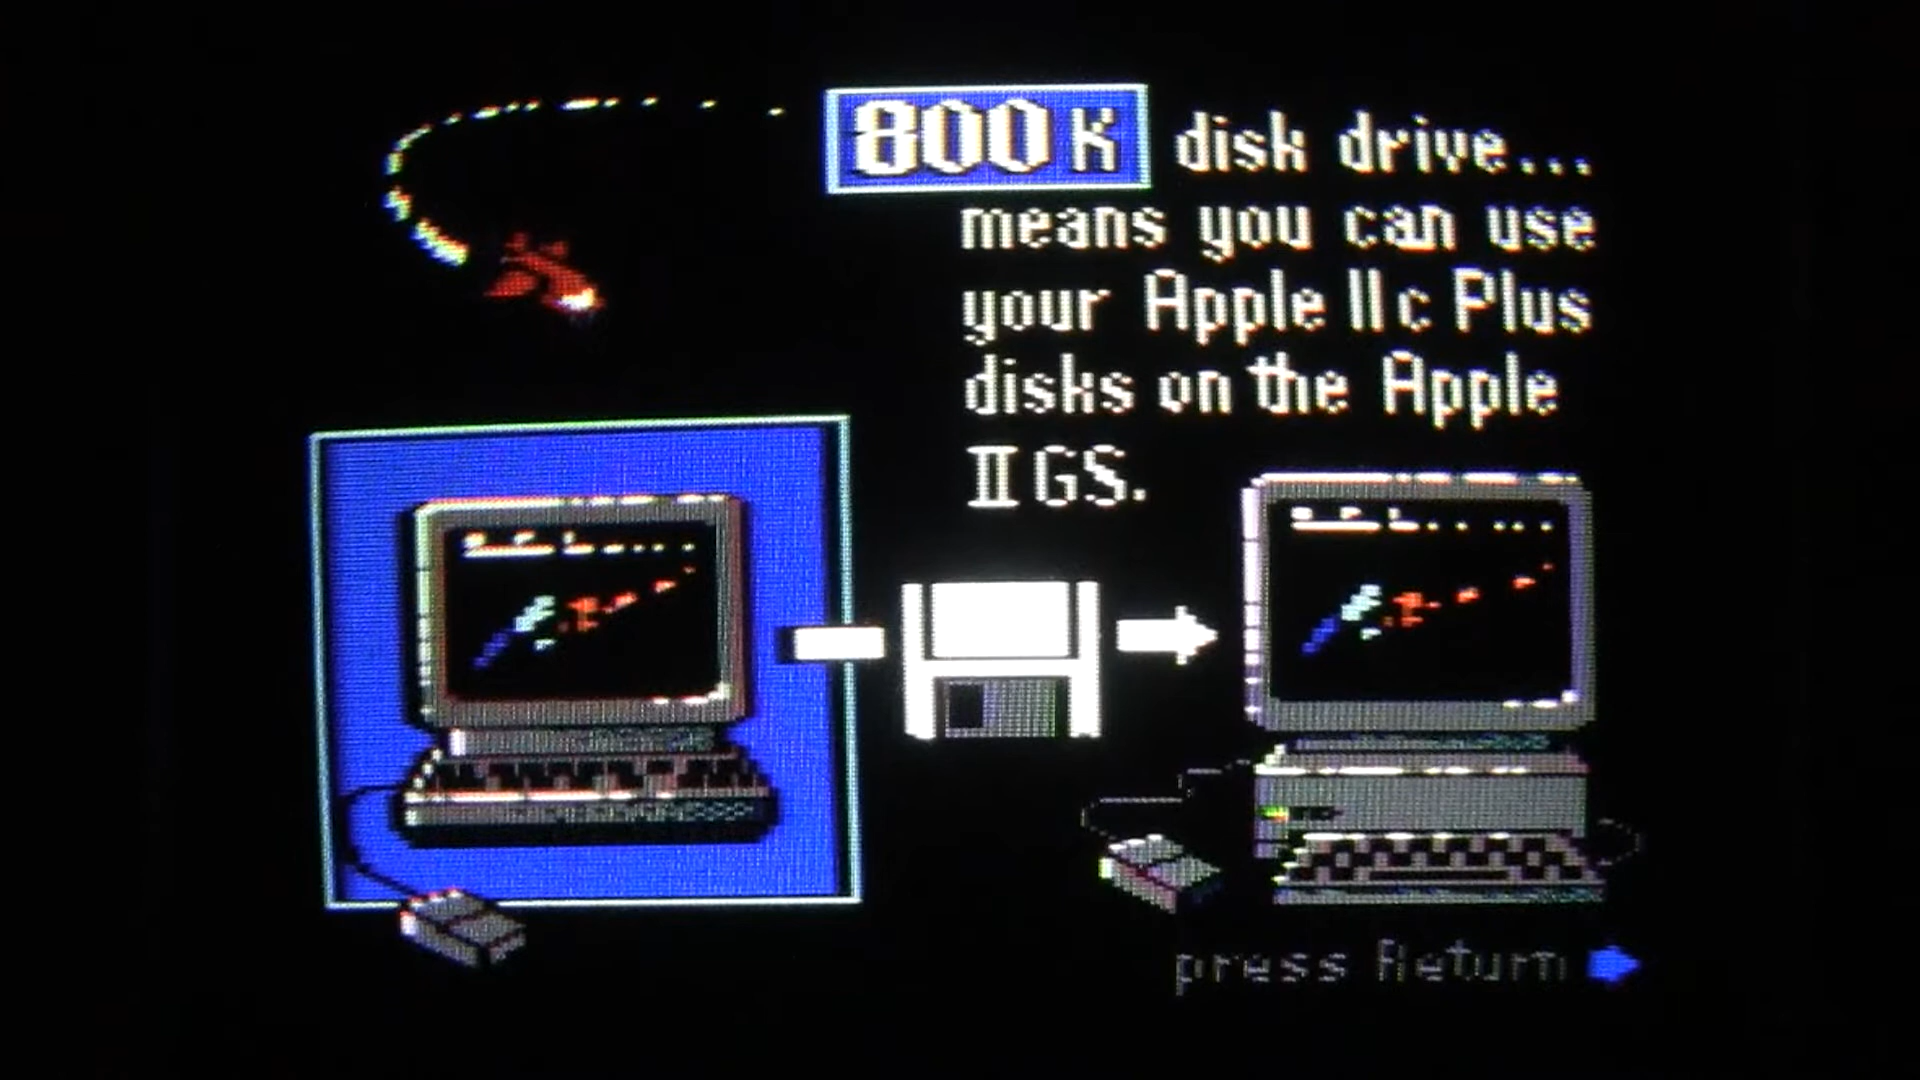 800K disk drive...
means you can use
your Apple IIc Plus
disks on the Apple
IIGS.
press Return